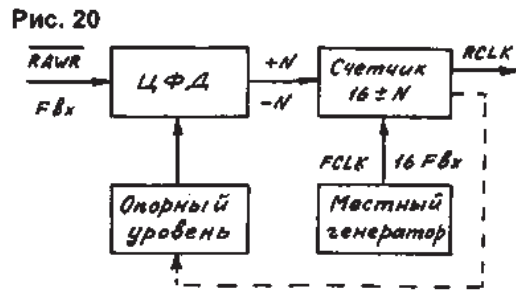 Рис. 20
RAWR
Fвх
ЦФД
+N
-N
Счетчик
16 ± N
RCLK
FCLK
16 Fвх
Опорный
уровень
Местный
генератор